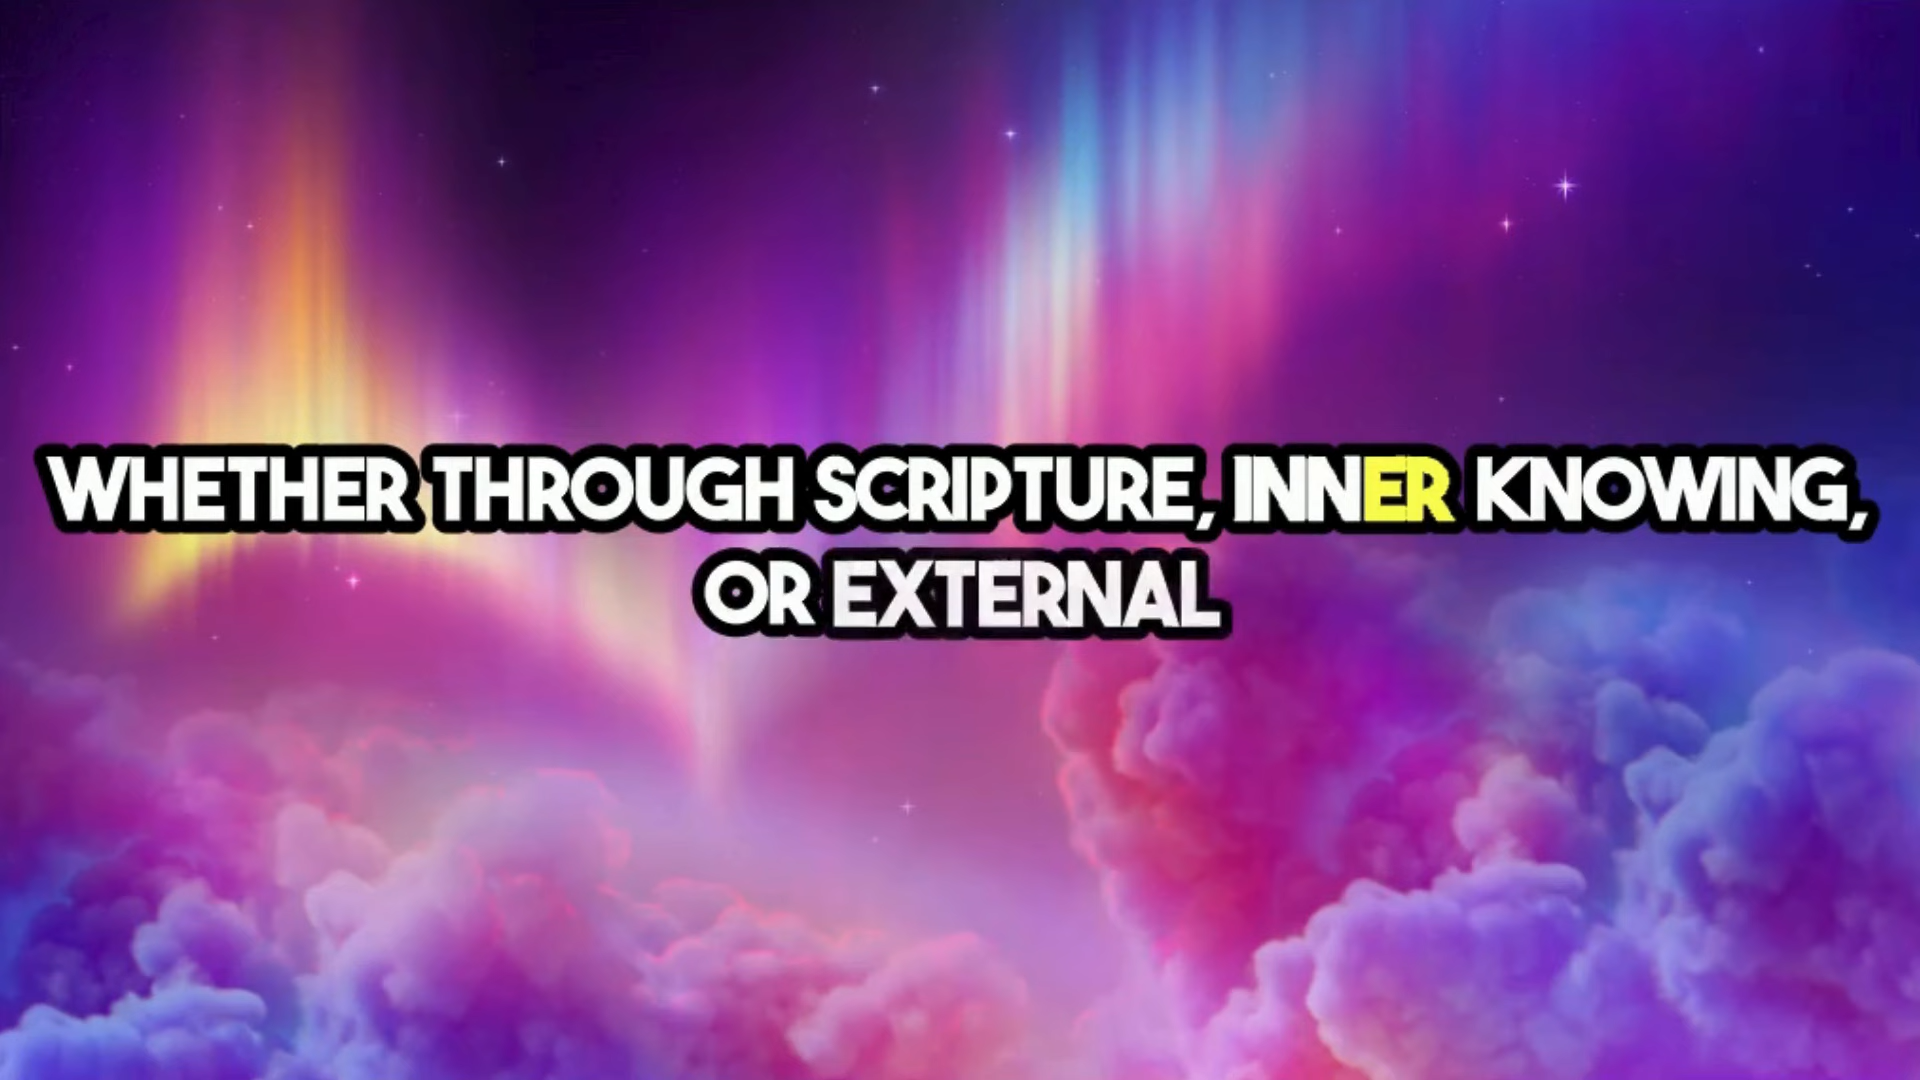 WHETHER THROUGH SCRIPTURE, INNER KNOWING,
OR EXTERNAL